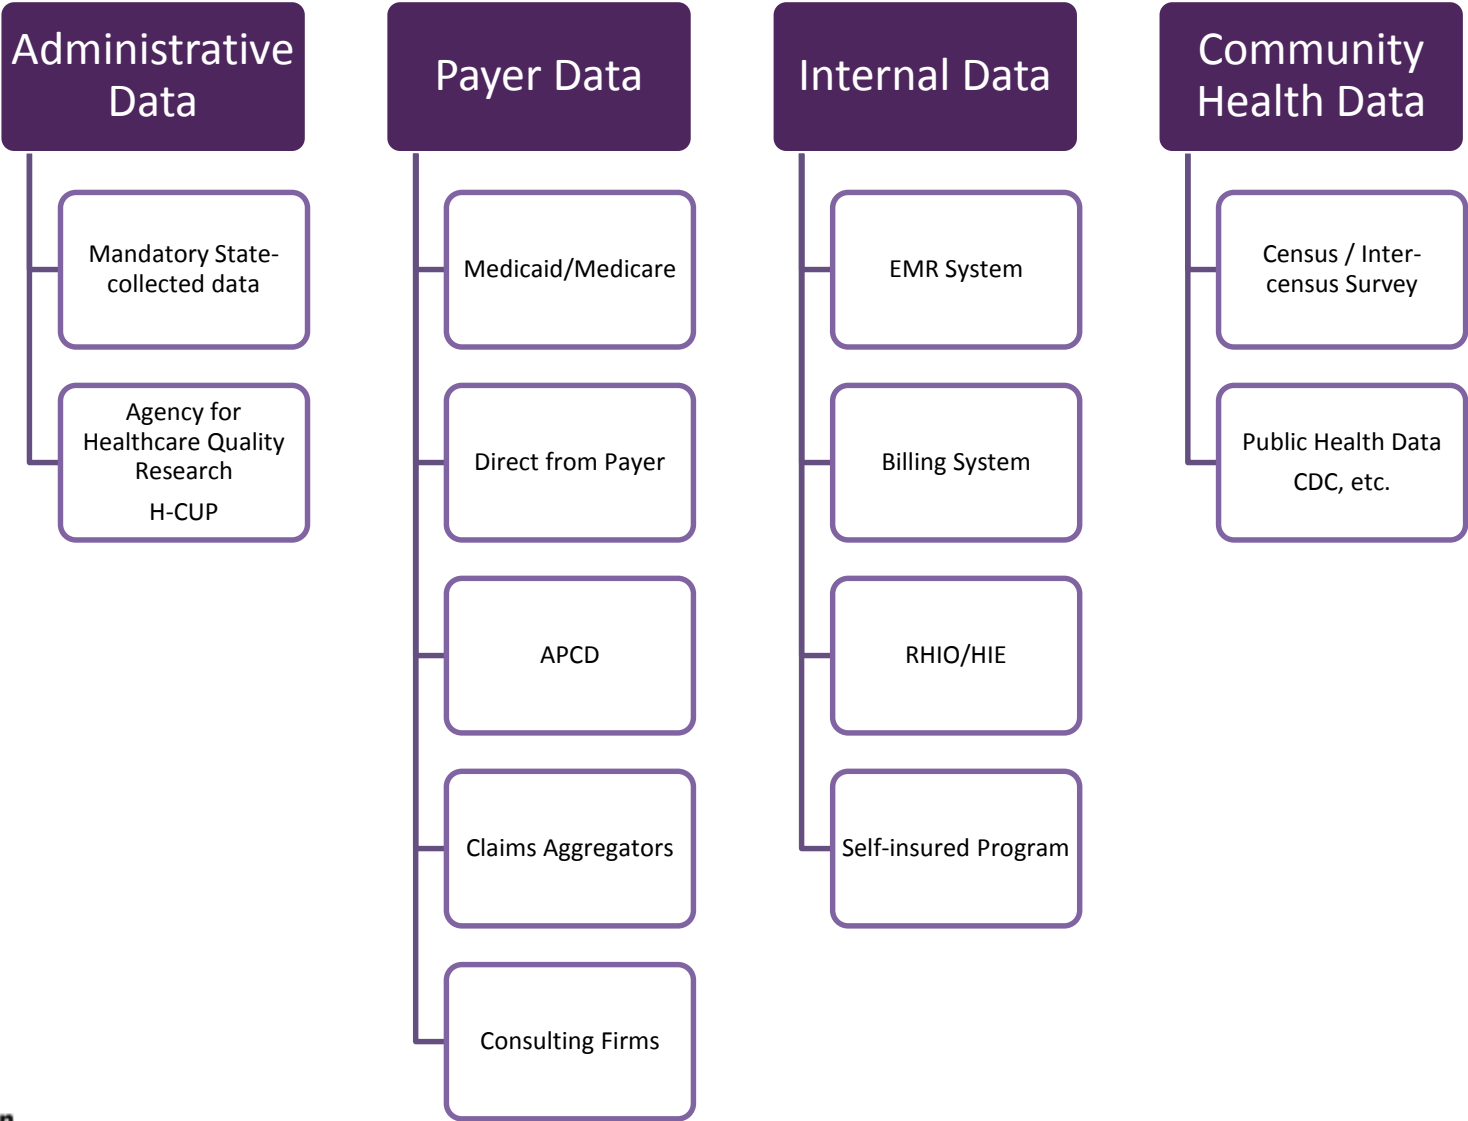 Administrative
Data
Mandatory State-
collected data
Agency for
Healthcare Quality
Research
H-CUP
Payer Data
Medicaid/Medicare
Direct from Payer
APCD
Claims Aggregators
Consulting Firms
Internal Data
EMR System
Billing System
RHIO/HIE
Self-insured Program
Community
Health Data
Census / Inter-
census Survey
Public Health Data
CDC, etc.